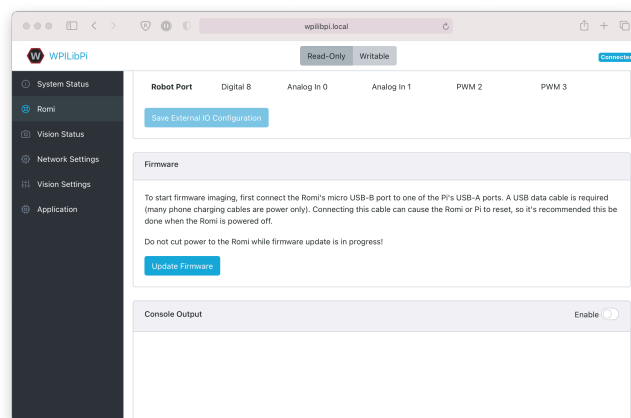 wpilibpi.local
W WPILibPi
Read-Only Writable
Connected
System Status
Romi
Vision Status
Network Settings
Vision Settings
Application
Robot Port Digital 8 Analog In 0 Analog In 1 PWM 2 PWM 3
Save External IO Configuration
Firmware
To start firmware imaging, first connect the Romi's micro USB-B port to one of the Pi's USB-A ports. A USB data cable is required
(many phone charging cables are power only). Connecting this cable can cause the Romi or Pi to reset, so it's recommended this be
done when the Romi is powered off.
Do not cut power to the Romi while firmware update is in progress!
Update Firmware
Console Output
Enable